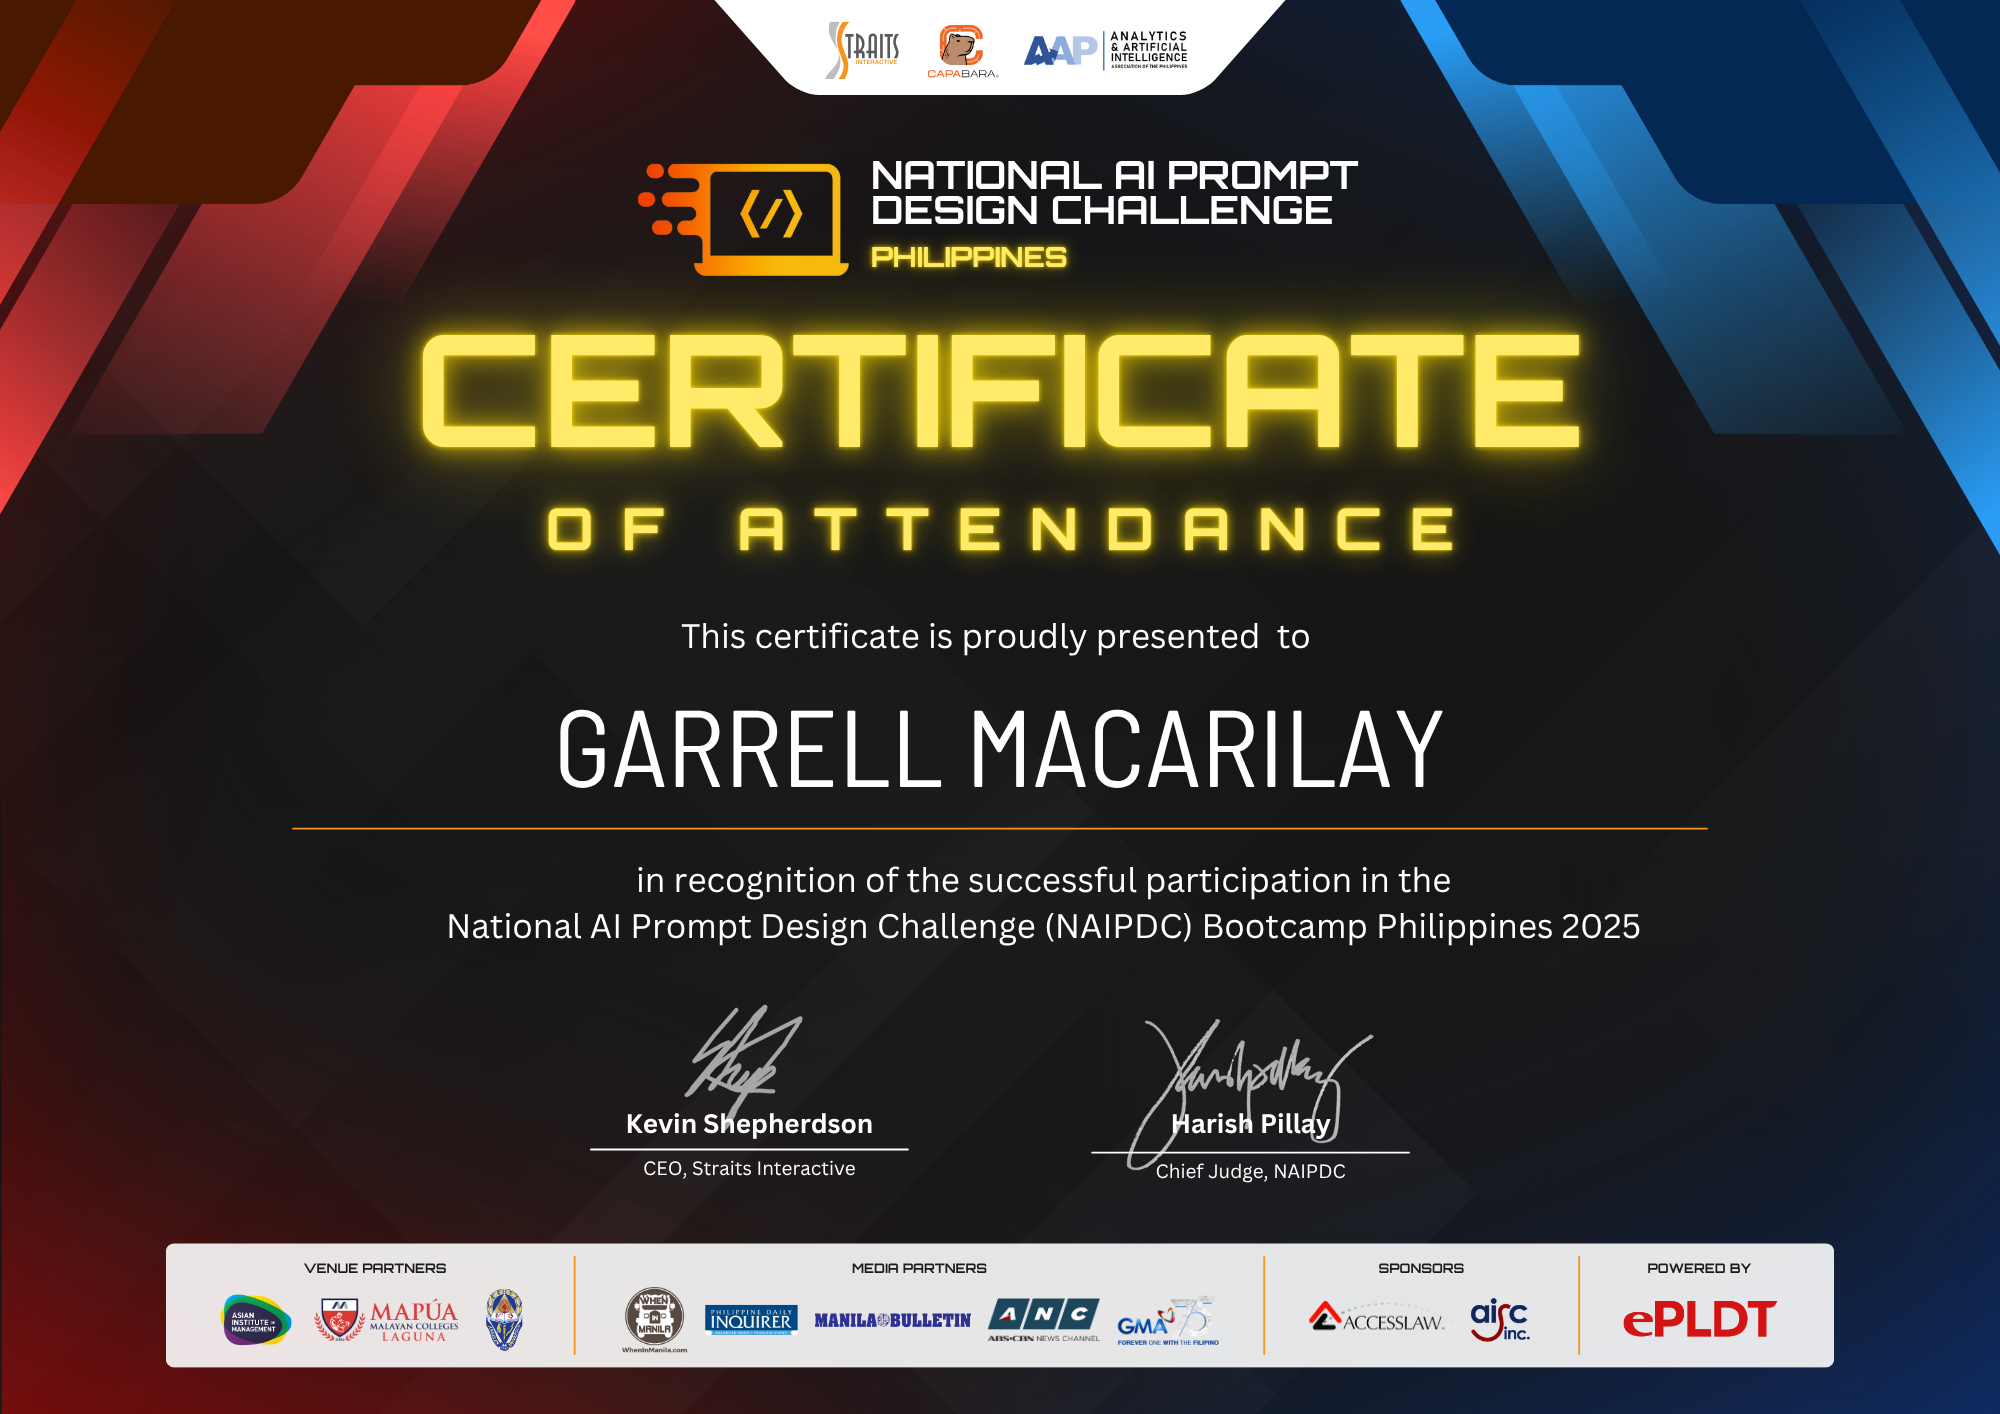 STRAITS
INTERACTIVE
CAPABARA
AAP
ANALYTICS
& ARTIFICIAL
INTELLIGENCE
ASSOCIATION OF THE PHILIPPINES
NATIONAL AI PROMPT
DESIGN CHALLENGE
PHILIPPINES
CERTIFICATE
OF ATTENDANCE
This certificate is proudly presented to
GARRELL MACARILAY
in recognition of the successful participation in the
National AI Prompt Design Challenge (NAIPDC) Bootcamp Philippines 2025
Kevin Shepherdson
CEO, Straits Interactive
Harish Pillay
Chief Judge, NAIPDC
VENUE PARTNERS
ASIAN
INSTITUTE OF
MANAGEMENT
MAPÚA
MALAYAN COLLEGES
LAGUNA
MEDIA PARTNERS
WHEN
IN
MANILA
WhenInManila.com
PHILIPPINE DAILY
INQUIRER
MANILA BULLETIN
ANC
ABS-CBN NEWS CHANNEL
GMA 75
FOREVER ONE WITH THE FILIPINO
SPONSORS
ACCESSLAW
aisc
inc.
POWERED BY
ePLDT